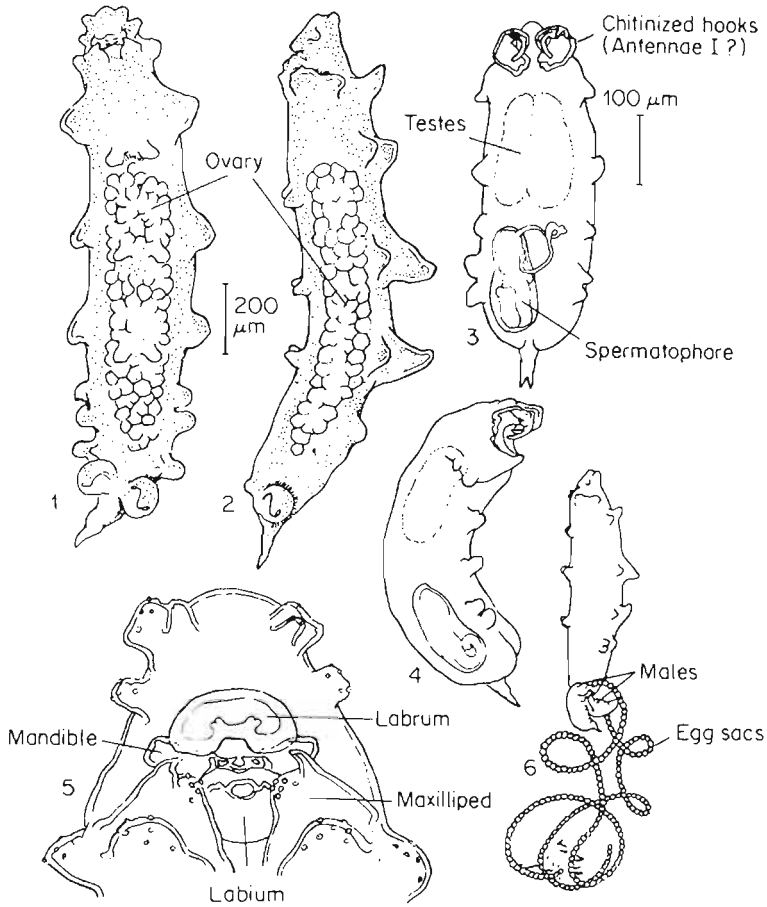 Chitinized hooks
(Antennae I ?)
100 μm
Testes
Ovary
200
μm
3
Spermatophore
1
2
4
Males
Egg sacs
6
Labrum
Mandible
5
Maxilliped
Labium